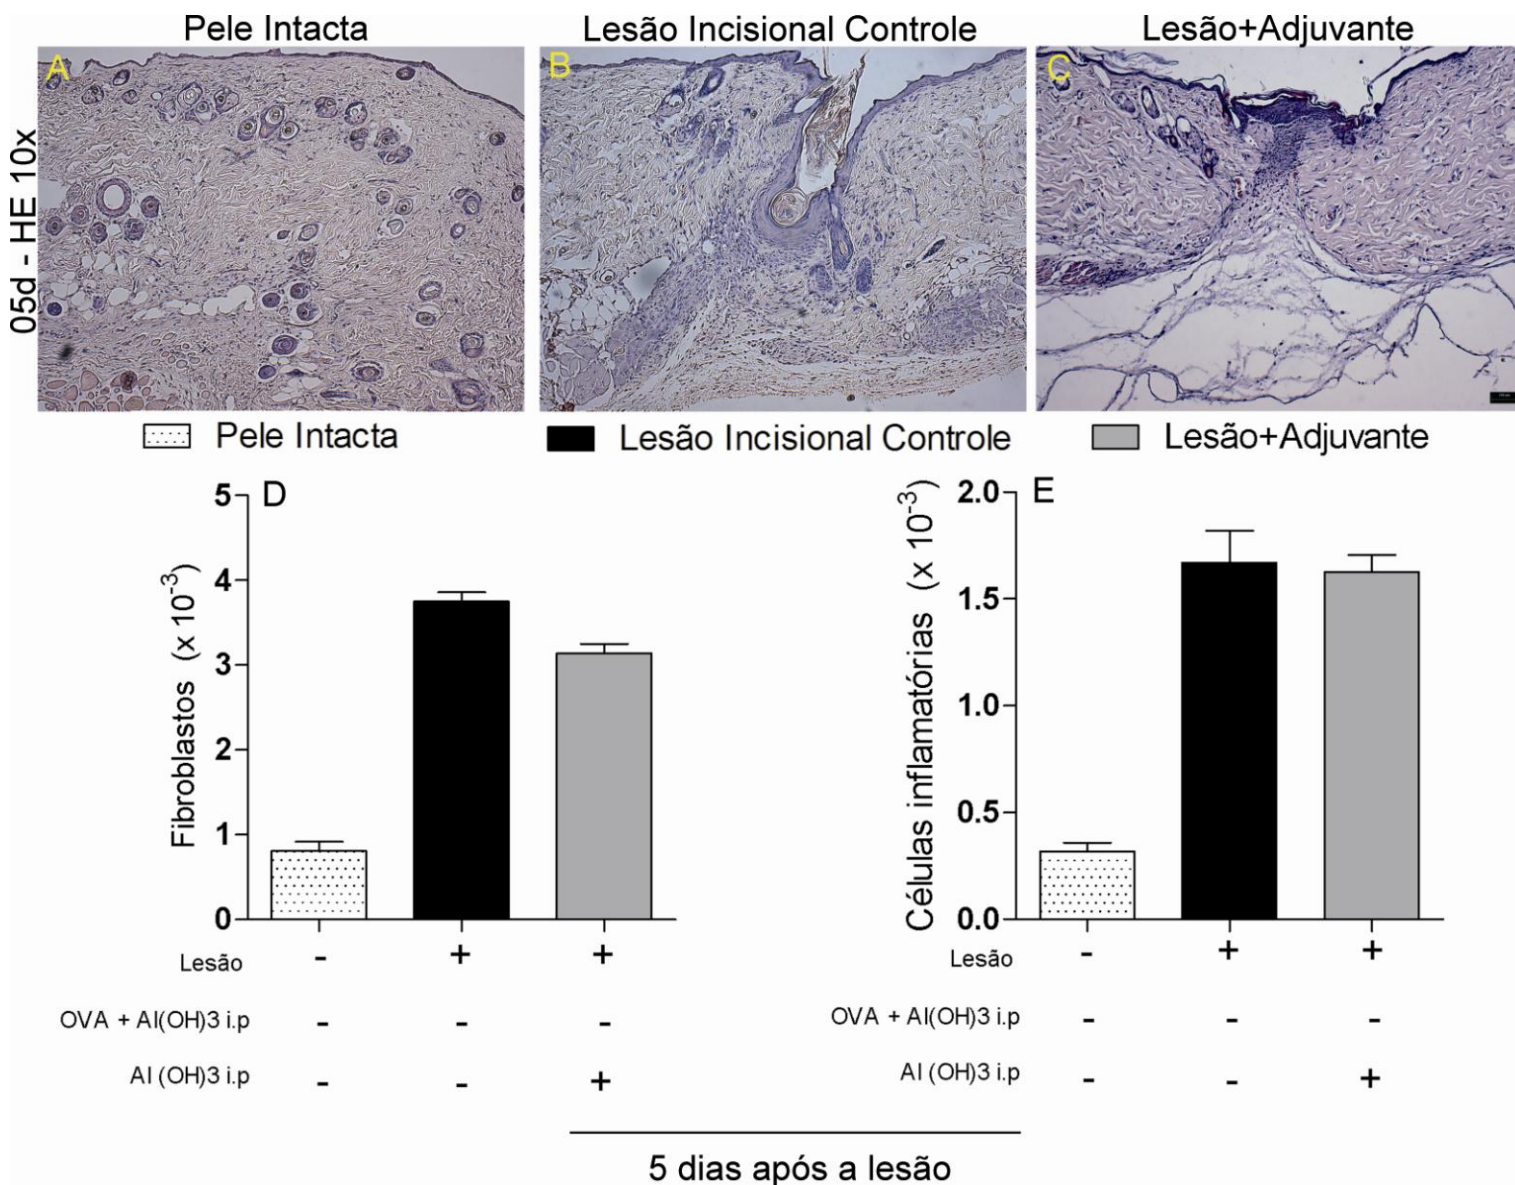 Pele Intacta
Lesão Incisional Controle
Lesão+Adjuvante
A
B
C
05d - HE 10x
Pele Intacta
Lesão Incisional Controle
Lesão+Adjuvante
D
Fibroblastos (x 10⁻³)
5
4
3
2
1
0
Lesão - + +
OVA + Al(OH)3 i.p - - -
Al (OH)3 i.p - - +
E
Células inflamatórias (x 10⁻³)
2.0
1.5
1.0
0.5
0.0
Lesão - + +
OVA + Al(OH)3 i.p - - -
Al (OH)3 i.p - - +
5 dias após a lesão